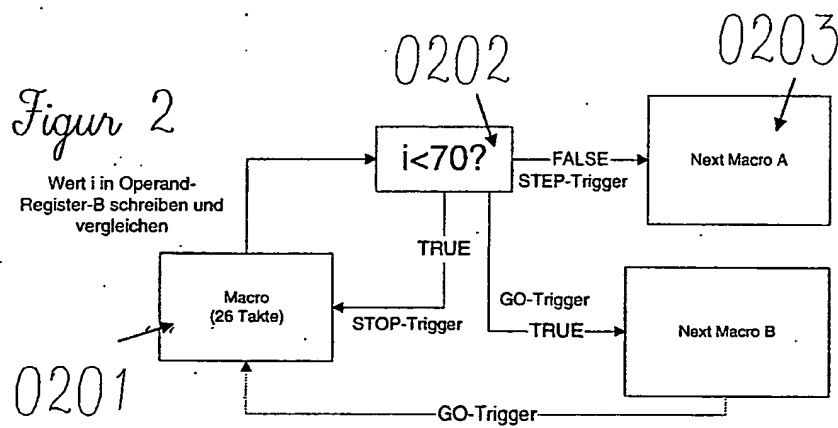 0202
0203
Figur 2
i<70?
FALSE
STEP-Trigger
Next Macro A
Wert i in Operand-
Register-B schreiben und
vergleichen
TRUE
Macro
(26 Takte)
STOP-Trigger
GO-Trigger
TRUE
Next Macro B
0201
GO-Trigger